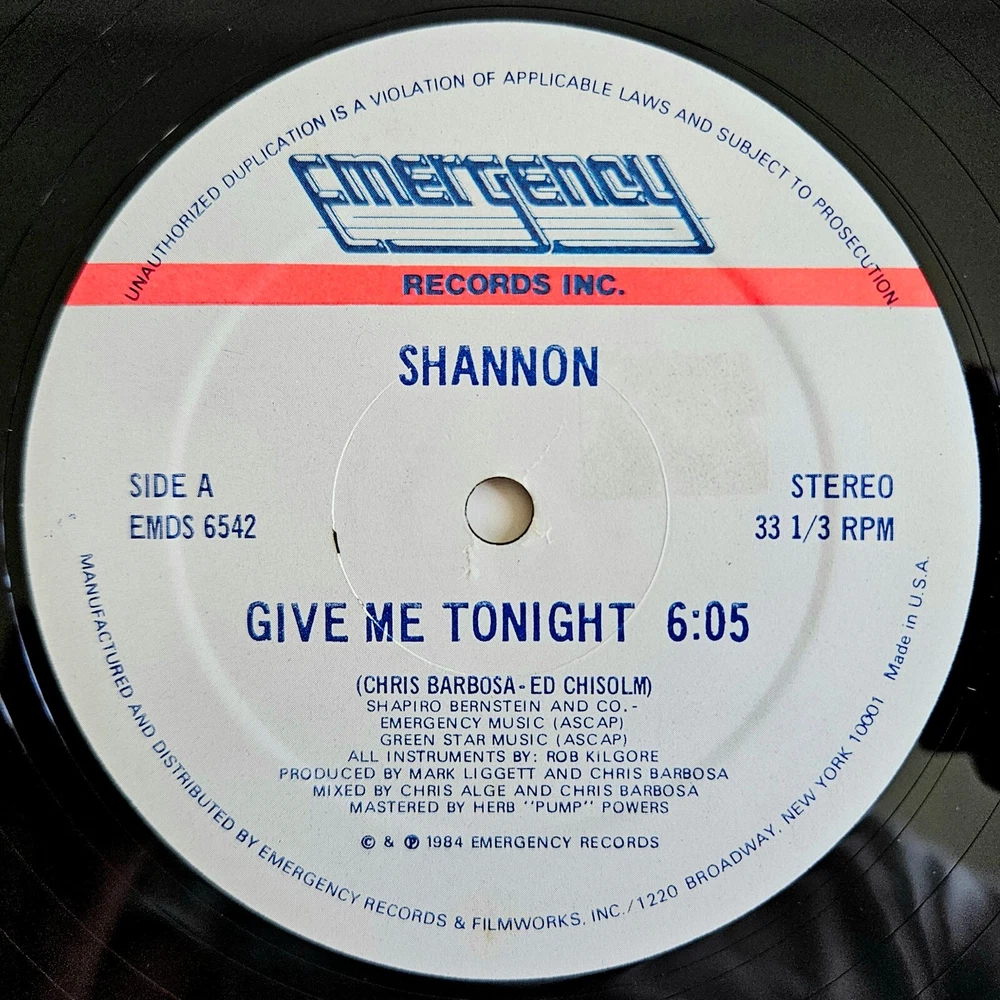 UNAUTHORIZED DUPLICATION IS A VIOLATION OF APPLICABLE LAWS AND SUBJECT TO PROSECUTION.
EMERGENCY
RECORDS INC.
SHANNON
SIDE A
EMDS 6542
STEREO
33 1/3 RPM
GIVE ME TONIGHT 6:05
(CHRIS BARBOSA-ED CHISOLM)
SHAPIRO BERNSTEIN AND CO.-
EMERGENCY MUSIC (ASCAP)
GREEN STAR MUSIC (ASCAP)
ALL INSTRUMENTS BY: ROB KILGORE
PRODUCED BY MARK LIGGETT AND CHRIS BARBOSA
MIXED BY CHRIS ALGE AND CHRIS BARBOSA
MASTERED BY HERB "PUMP" POWERS
© & ℗ 1984 EMERGENCY RECORDS
MANUFACTURED AND DISTRIBUTED BY EMERGENCY RECORDS & FILMWORKS, INC./1220 BROADWAY, NEW YORK 10001 Made in U.S.A.